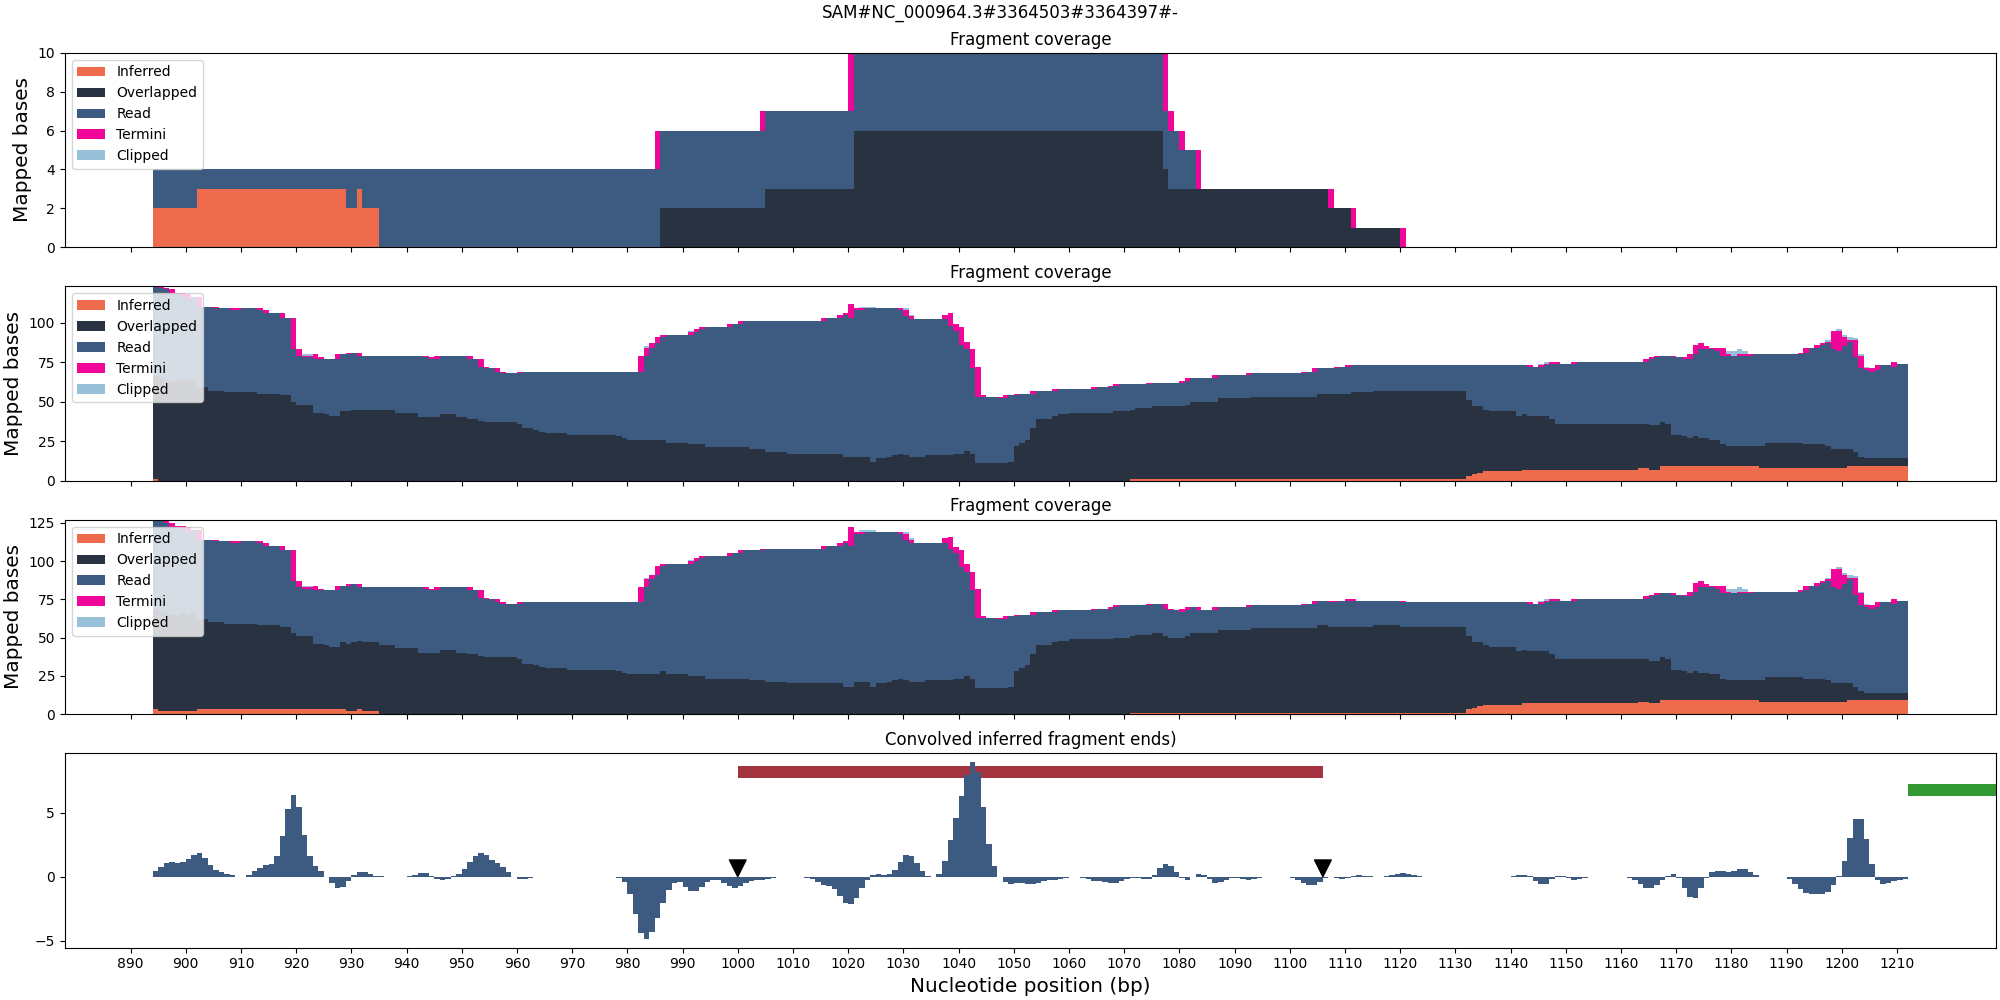 SAM#NC_000964.3#3364503#3364397#-
Fragment coverage
Mapped bases
10
8
6
4
2
0
Inferred
Overlapped
Read
Termini
Clipped
Fragment coverage
Mapped bases
100
75
50
25
0
Inferred
Overlapped
Read
Termini
Clipped
Fragment coverage
Mapped bases
125
100
75
50
25
0
Inferred
Overlapped
Read
Termini
Clipped
Convolved inferred fragment ends)
5
0
−5
890 900 910 920 930 940 950 960 970 980 990 1000 1010 1020 1030 1040 1050 1060 1070 1080 1090 1100 1110 1120 1130 1140 1150 1160 1170 1180 1190 1200 1210
Nucleotide position (bp)